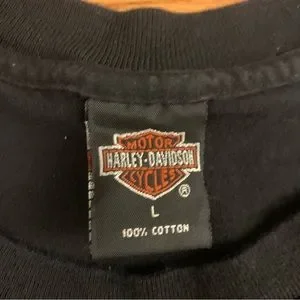 MOTOR
HARLEY-DAVIDSON
CYCLES
®
L
100% COTTON